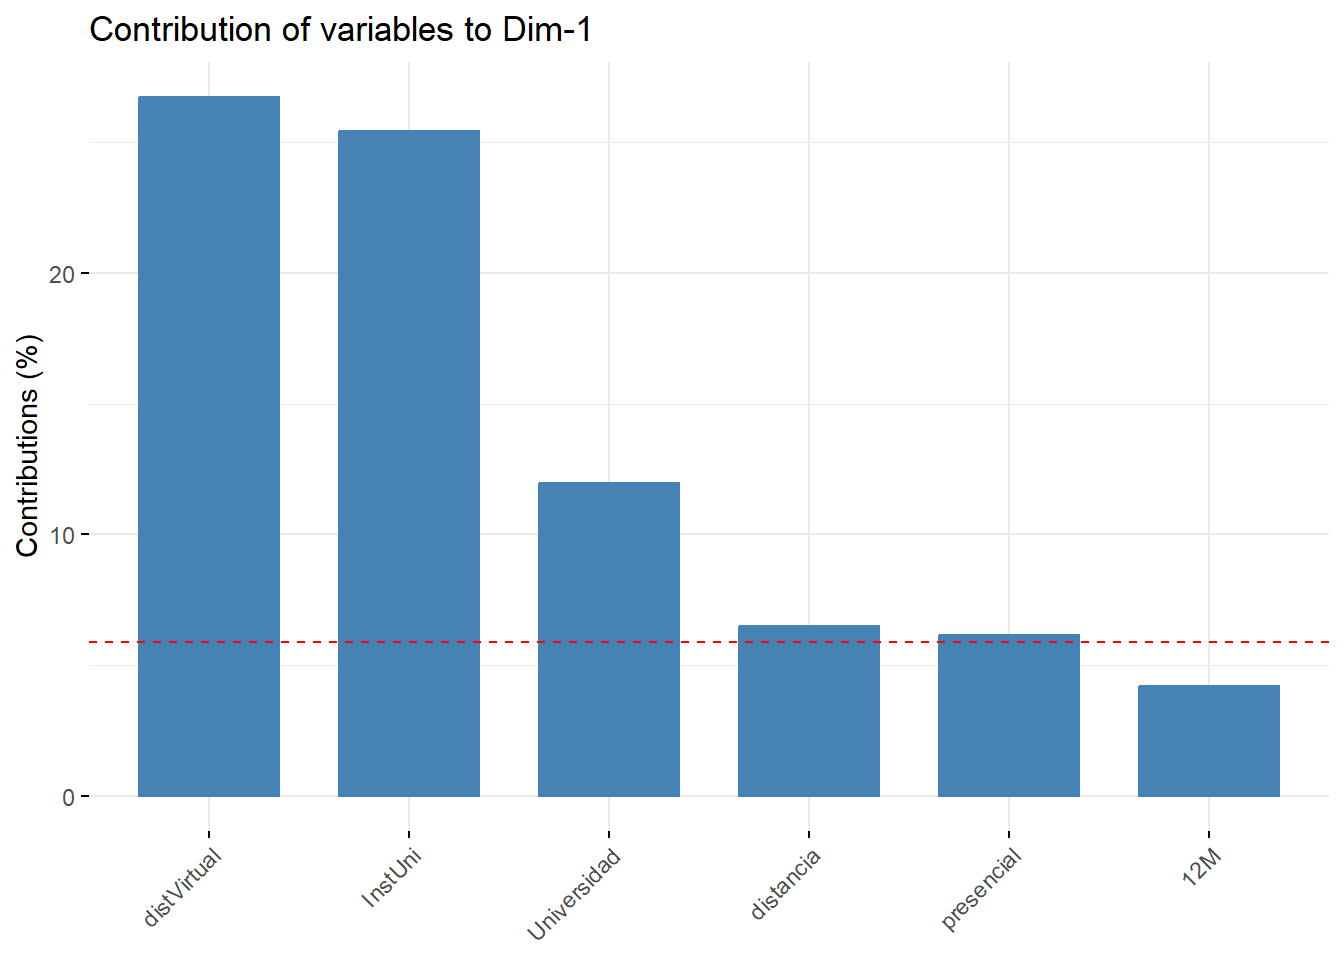 Contribution of variables to Dim-1
Contributions (%)
20
10
0
distVirtual
InstUni
Universidad
distancia
presencial
12M